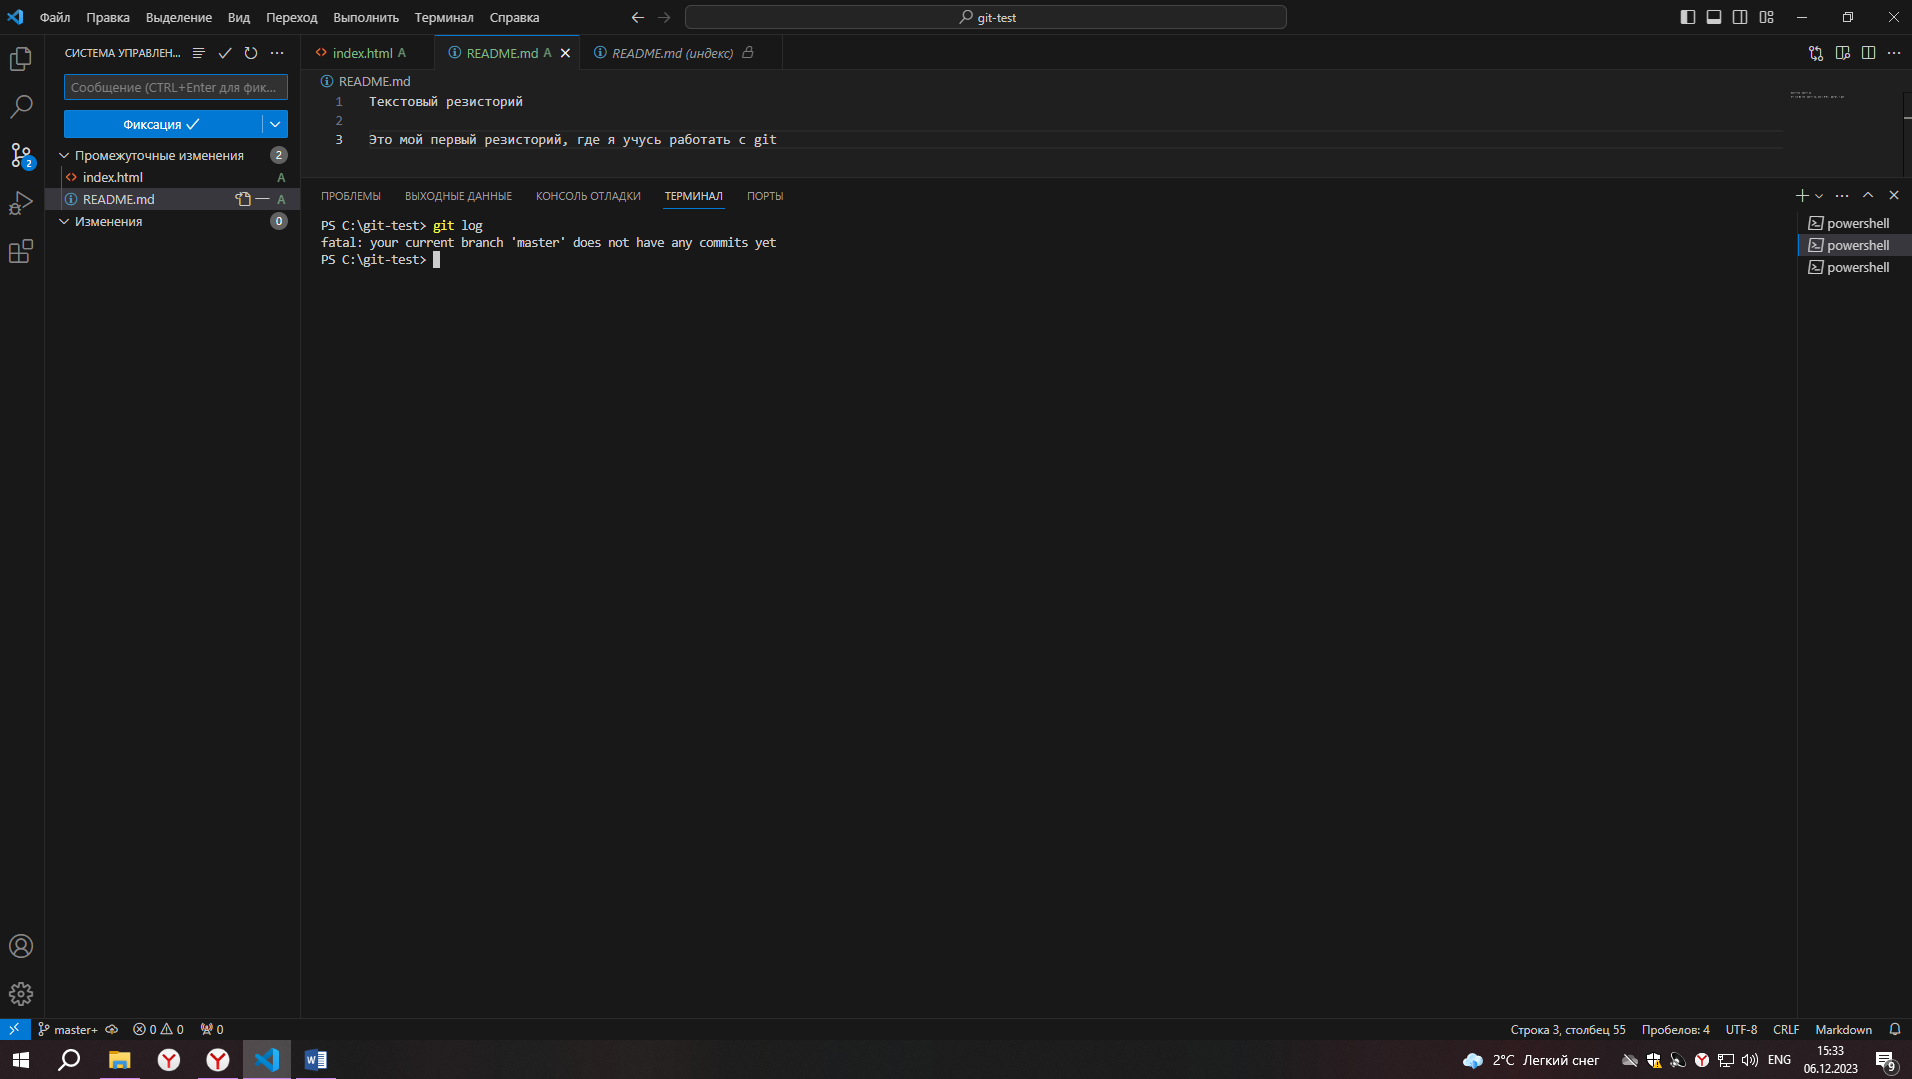 Файл Правка Выделение Вид Переход Выполнить Терминал Справка git-test
СИСТЕМА УПРАВЛЕН...
index.html A README.md A README.md (индекс)
Сообщение (CTRL+Enter для фик...
README.md
1 Текстовый резисторий
Фиксация
2
3 Это мой первый резисторий, где я учусь работать с git
Промежуточные изменения 2
index.html A
README.md A
Изменения 0
2
ПРОБЛЕМЫ ВЫХОДНЫЕ ДАННЫЕ КОНСОЛЬ ОТЛАДКИ ТЕРМИНАЛ ПОРТЫ
PS C:\git-test> git log
fatal: your current branch 'master' does not have any commits yet
PS C:\git-test>
powershell
powershell
powershell
master+ 0 0 0 Строка 3, столбец 55 Пробелов: 4 UTF-8 CRLF Markdown
2°C Легкий снег ENG 15:33
06.12.2023 9